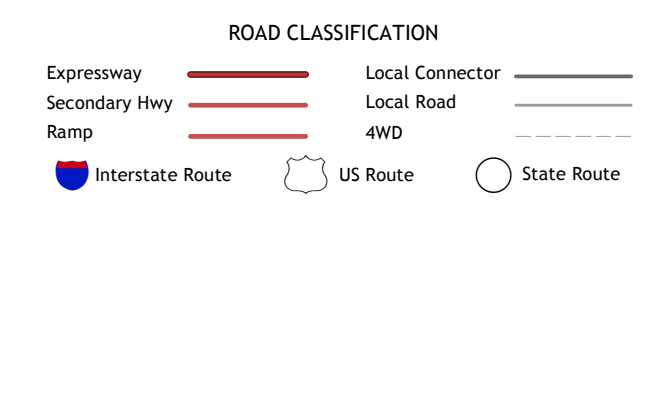 ROAD CLASSIFICATION
Expressway
Local Connector
Secondary Hwy
Local Road
Ramp
4WD
Interstate Route
US Route
State Route